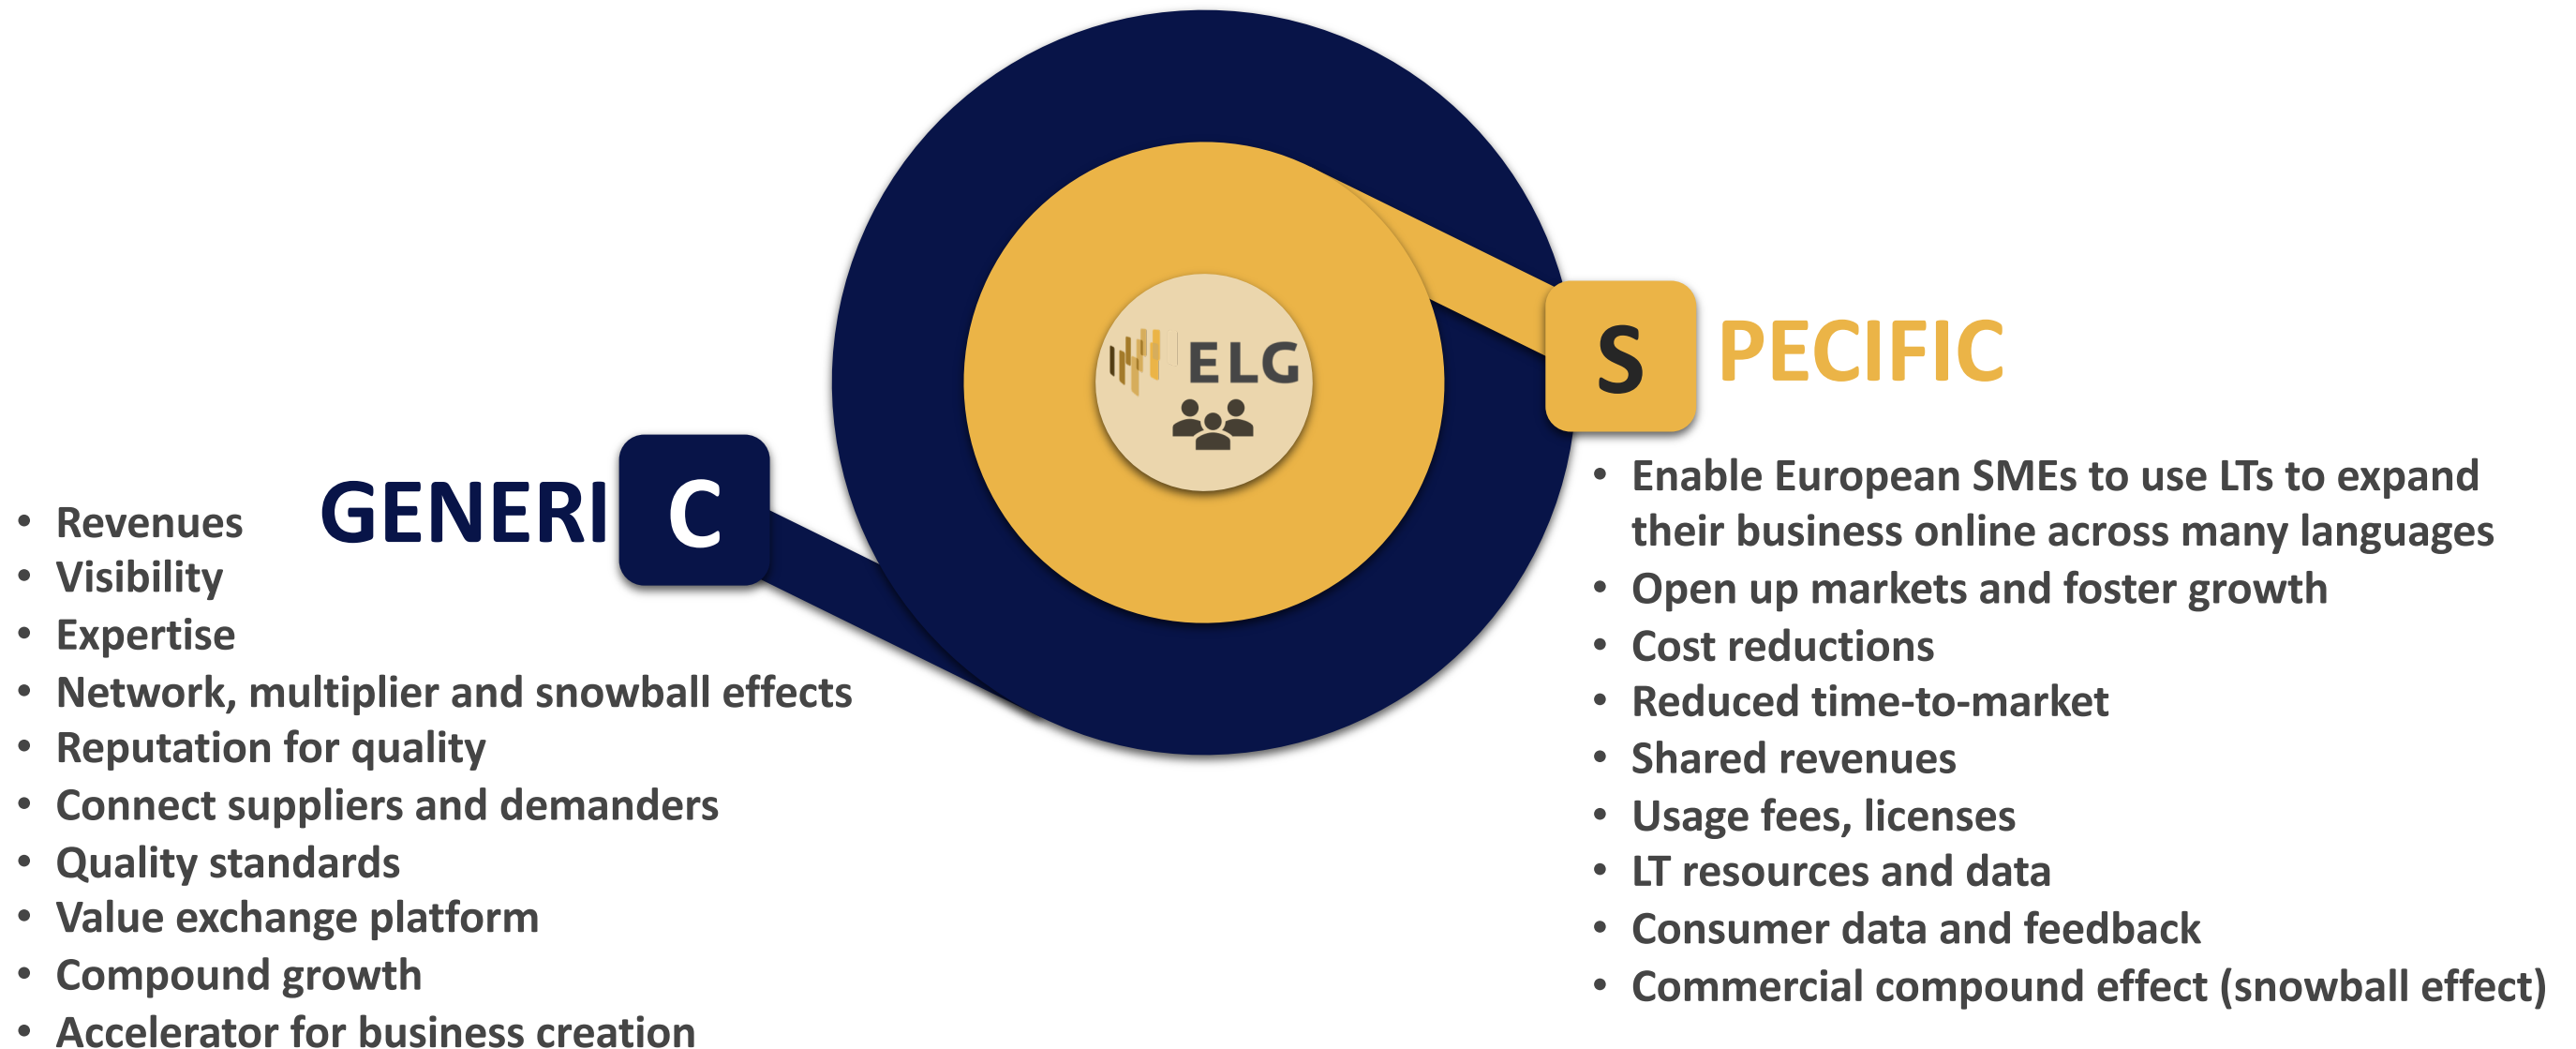 ELG
GENERIC
• Revenues
• Visibility
• Expertise
• Network, multiplier and snowball effects
• Reputation for quality
• Connect suppliers and demanders
• Quality standards
• Value exchange platform
• Compound growth
• Accelerator for business creation
SPECIFIC
• Enable European SMEs to use LTs to expand
their business online across many languages
• Open up markets and foster growth
• Cost reductions
• Reduced time-to-market
• Shared revenues
• Usage fees, licenses
• LT resources and data
• Consumer data and feedback
• Commercial compound effect (snowball effect)